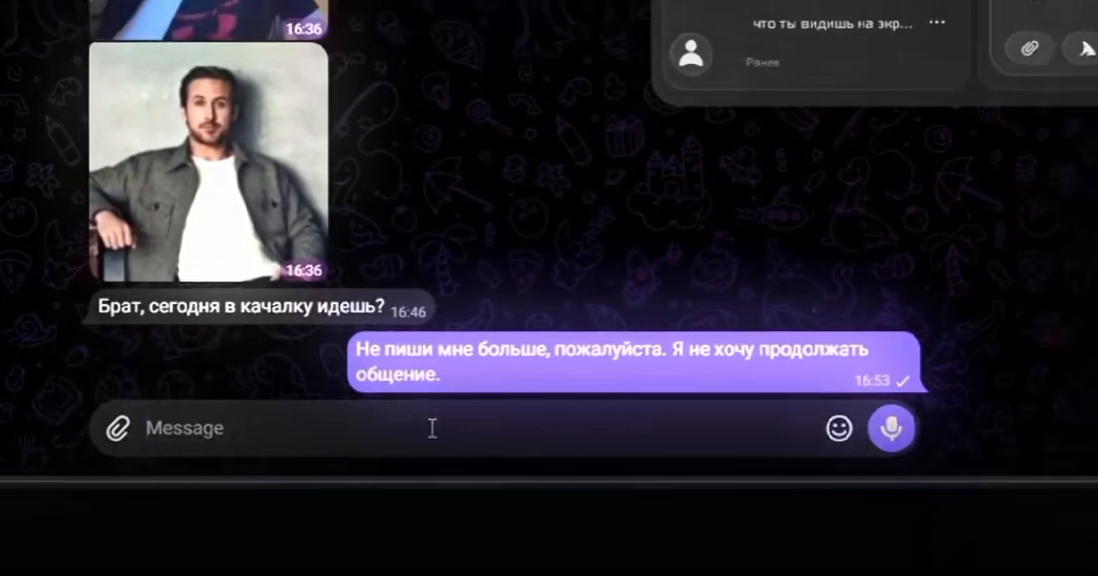 16:36
что ты видишь на экр... ...
Ранее
16:36
Брат, сегодня в качалку идешь? 16:46
Не пиши мне больше, пожалуйста. Я не хочу продолжать
общение.
16:53
Message